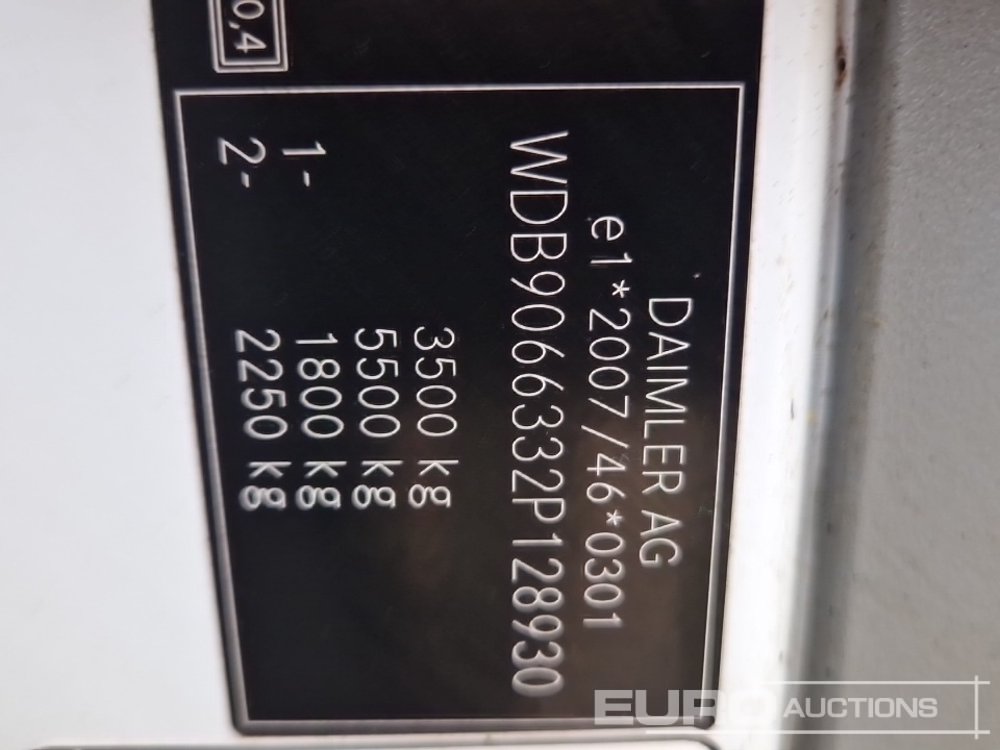 DAIMLER AG
e1*2007/46*0301
WDB9066332P128930
3500 kg
5500 kg
1- 1800 kg
2- 2250 kg
0,4
EURO AUCTIONS